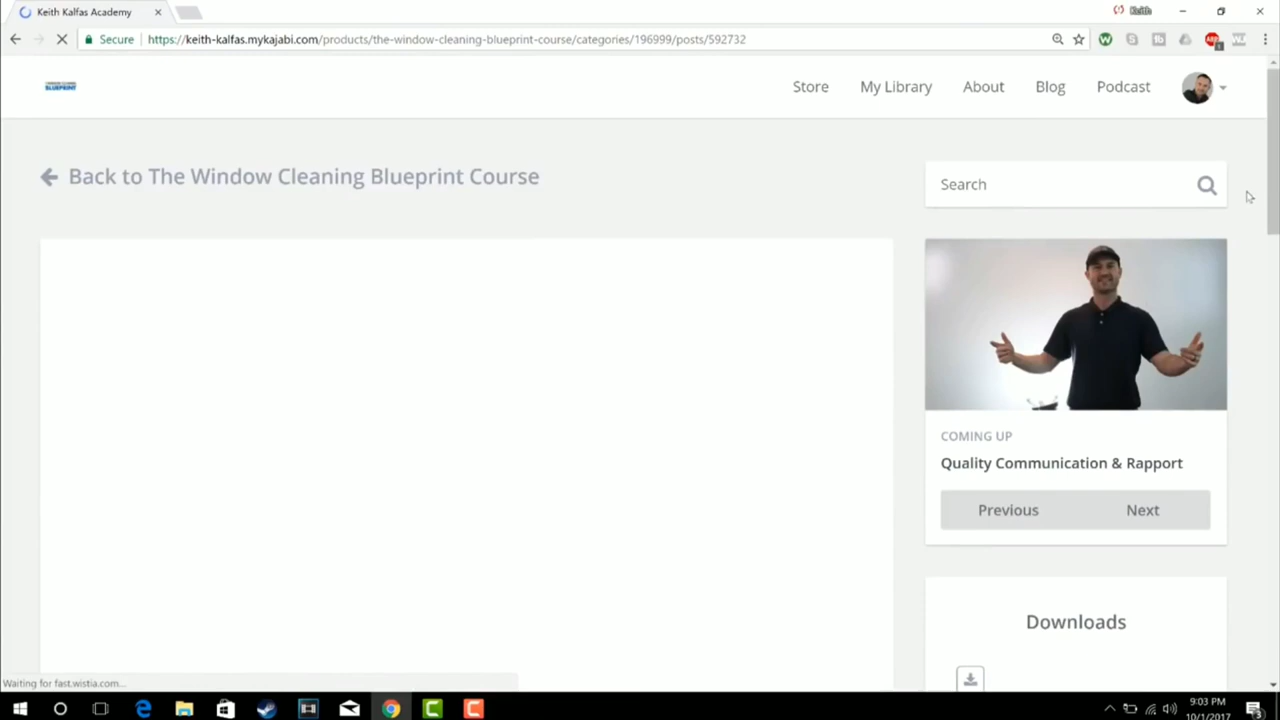 Keith Kalfas Academy
Keith
Secure
https://keith-kalfas.mykajabi.com/products/the-window-cleaning-blueprint-course/categories/196999/posts/592732
BLUEPRINT
Store
My Library
About
Blog
Podcast
Back to The Window Cleaning Blueprint Course
Search
COMING UP
Quality Communication & Rapport
Previous
Next
Downloads
Waiting for fast.wistia.com...
9:03 PM
10/1/2017